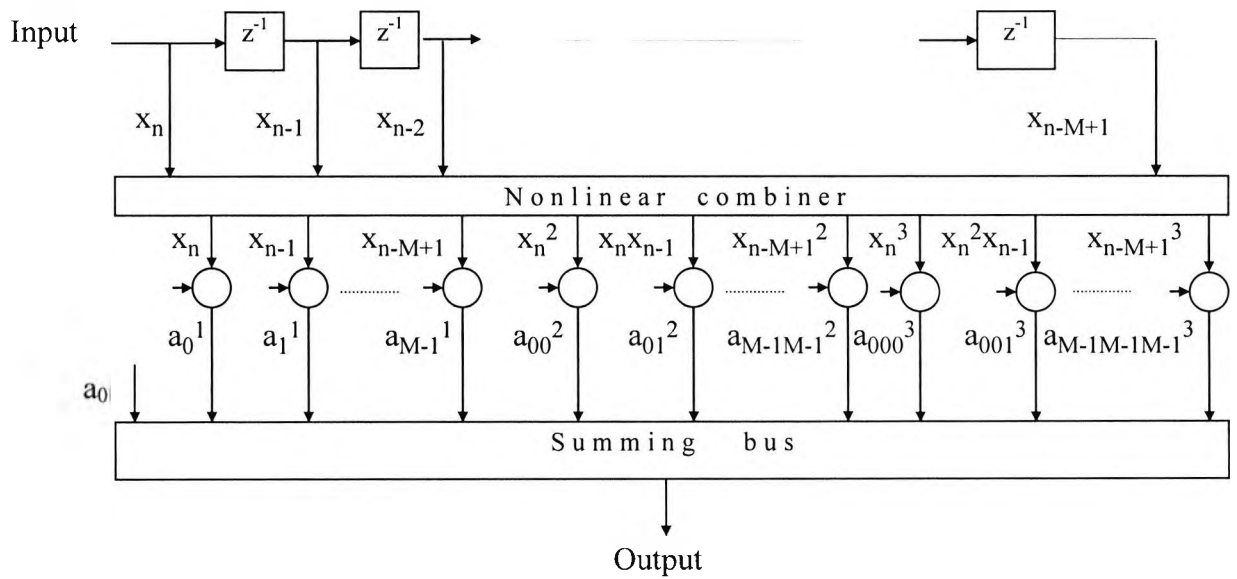 Input z⁻¹ z⁻¹ z⁻¹
xₙ xₙ₋₁ xₙ₋₂ xₙ₋M₊₁
Nonlinear combiner
xₙ xₙ₋₁ xₙ₋M₊₁ xₙ² xₙxₙ₋₁ xₙ₋M₊₁² xₙ³ xₙ²xₙ₋₁ xₙ₋M₊₁³
a₀¹ a₁¹ aM₋₁¹ a₀₀² a₀₁² aM₋₁M₋₁² a₀₀₀³ a₀₀₁³ aM₋₁M₋₁M₋₁³
a₀
Summing bus
Output